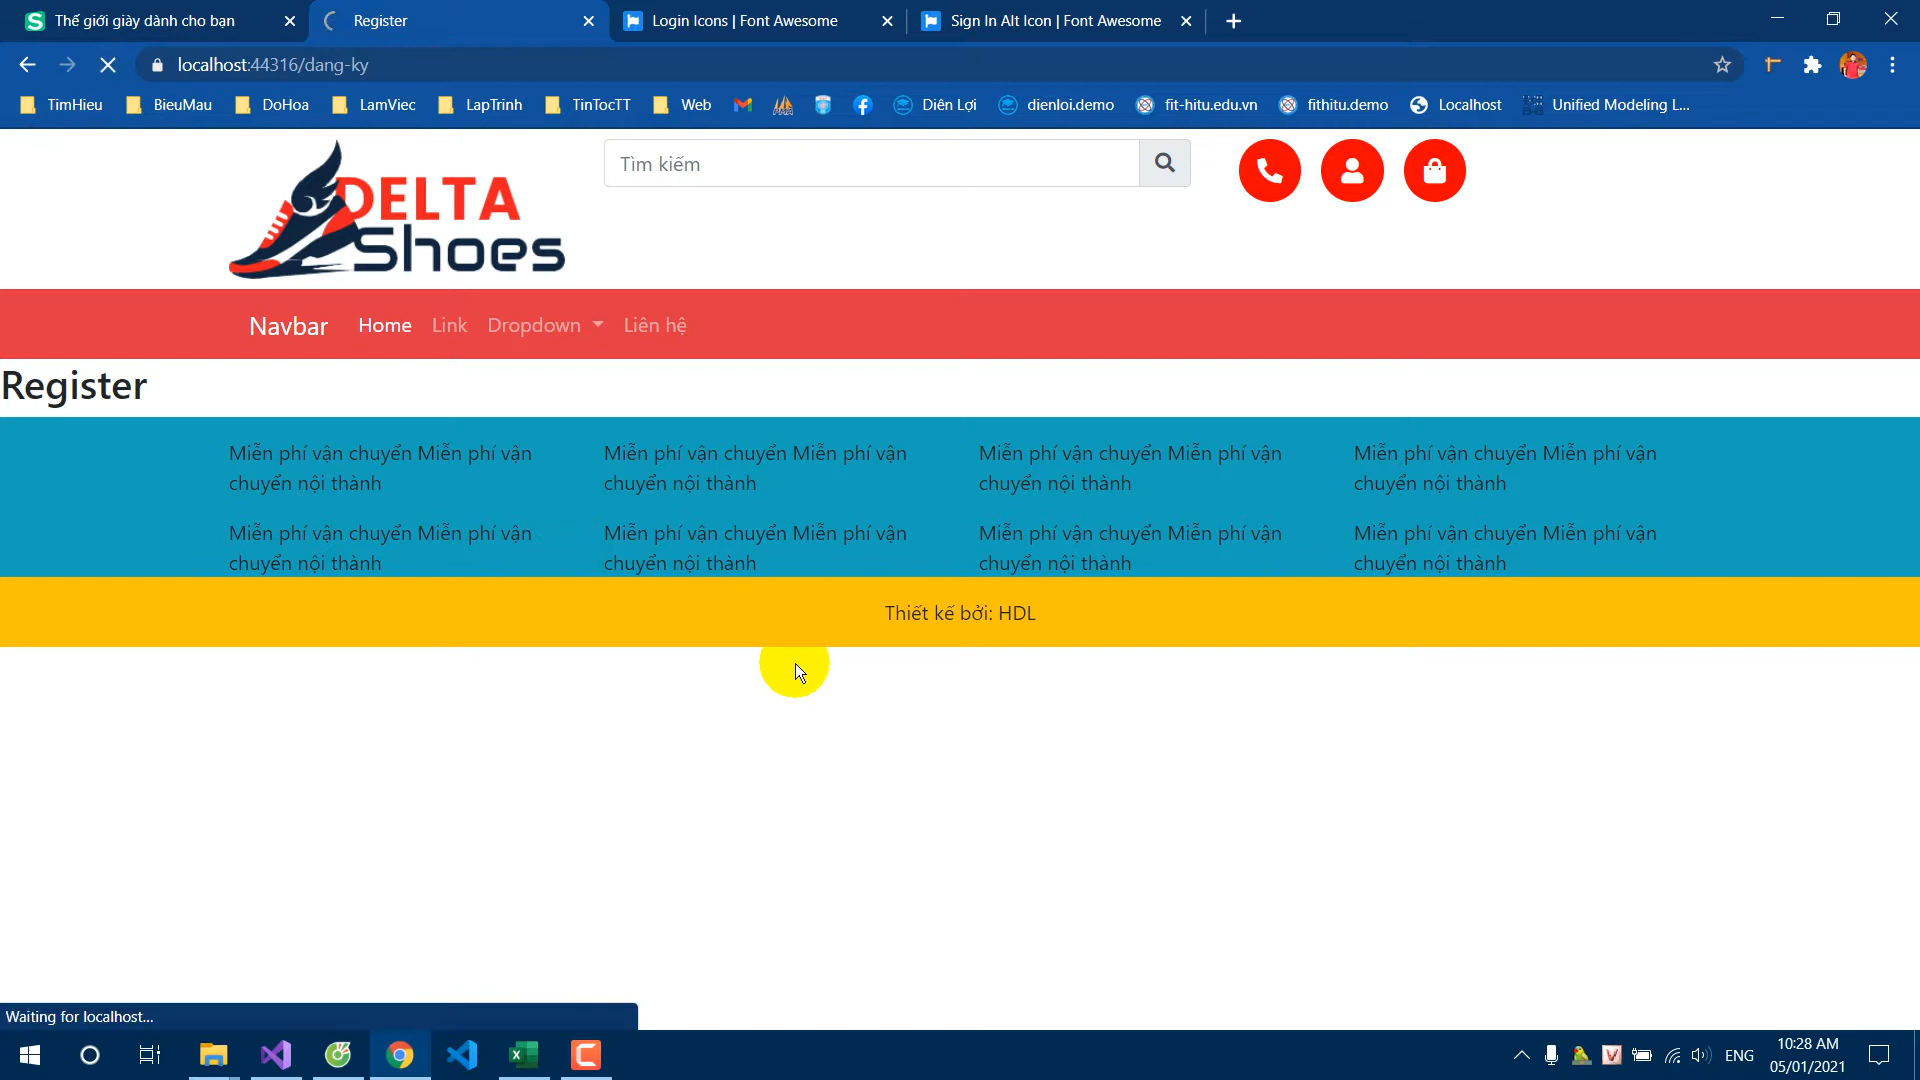 Thế giới giày dành cho bạn
Register
Login Icons | Font Awesome
Sign In Alt Icon | Font Awesome
localhost:44316/dang-ky
TimHieu
BieuMau
DoHoa
LamViec
LapTrinh
TinTocTT
Web
Diên Lợi
dienloi.demo
fit-hitu.edu.vn
fithitu.demo
Localhost
Unified Modeling L...
DELTA
Shoes
Tìm kiếm
Navbar Home Link Dropdown Liên hệ
Register
Miễn phí vận chuyển Miễn phí vận
chuyển nội thành
Miễn phí vận chuyển Miễn phí vận
chuyển nội thành
Miễn phí vận chuyển Miễn phí vận
chuyển nội thành
Miễn phí vận chuyển Miễn phí vận
chuyển nội thành
Miễn phí vận chuyển Miễn phí vận
chuyển nội thành
Miễn phí vận chuyển Miễn phí vận
chuyển nội thành
Miễn phí vận chuyển Miễn phí vận
chuyển nội thành
Miễn phí vận chuyển Miễn phí vận
chuyển nội thành
Thiết kế bởi: HDL
Waiting for localhost...
ENG
10:28 AM
05/01/2021